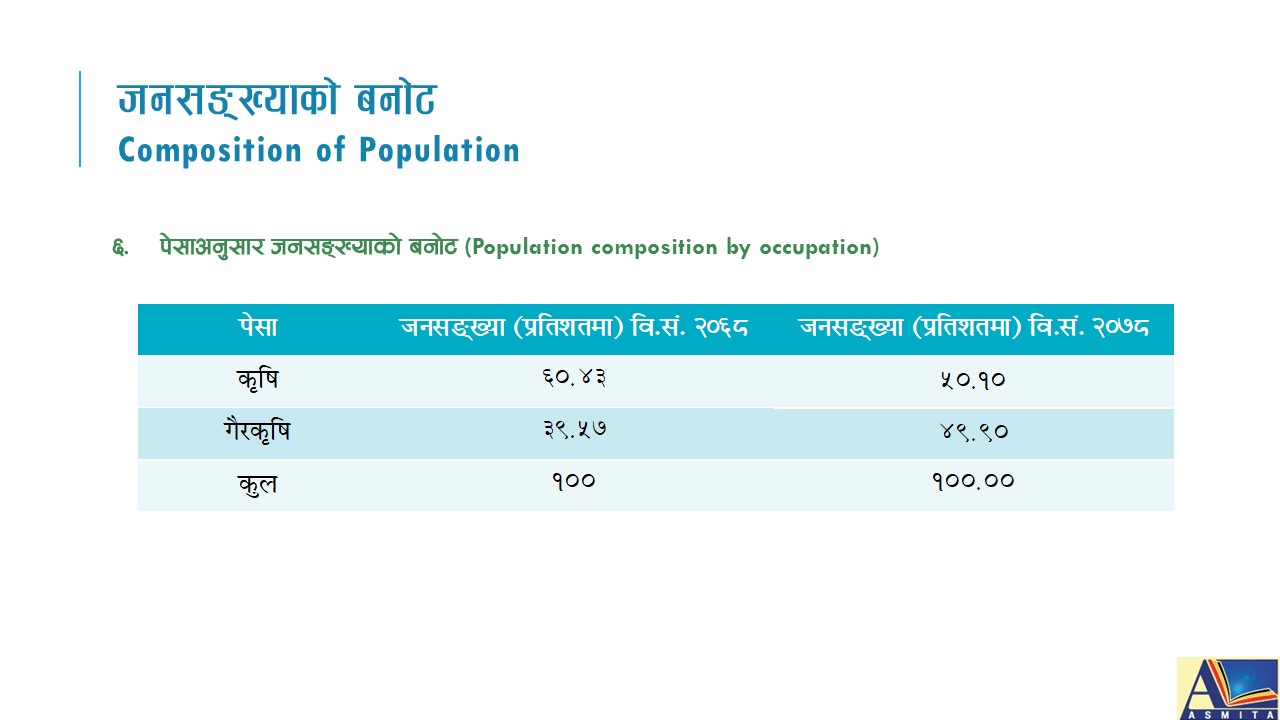 जनसङ्ख्याको बनोट
Composition of Population
६. पेसाअनुसार जनसङ्ख्याको बनोट (Population composition by occupation)
पेसा जनसङ्ख्या (प्रतिशतमा) वि.सं. २०६८ जनसङ्ख्या (प्रतिशतमा) वि.सं. २०७८
कृषि ६०.४३ ५०.१०
गैरकृषि ३९.५७ ४९.९०
कुल १०० १००.००
ASMITA